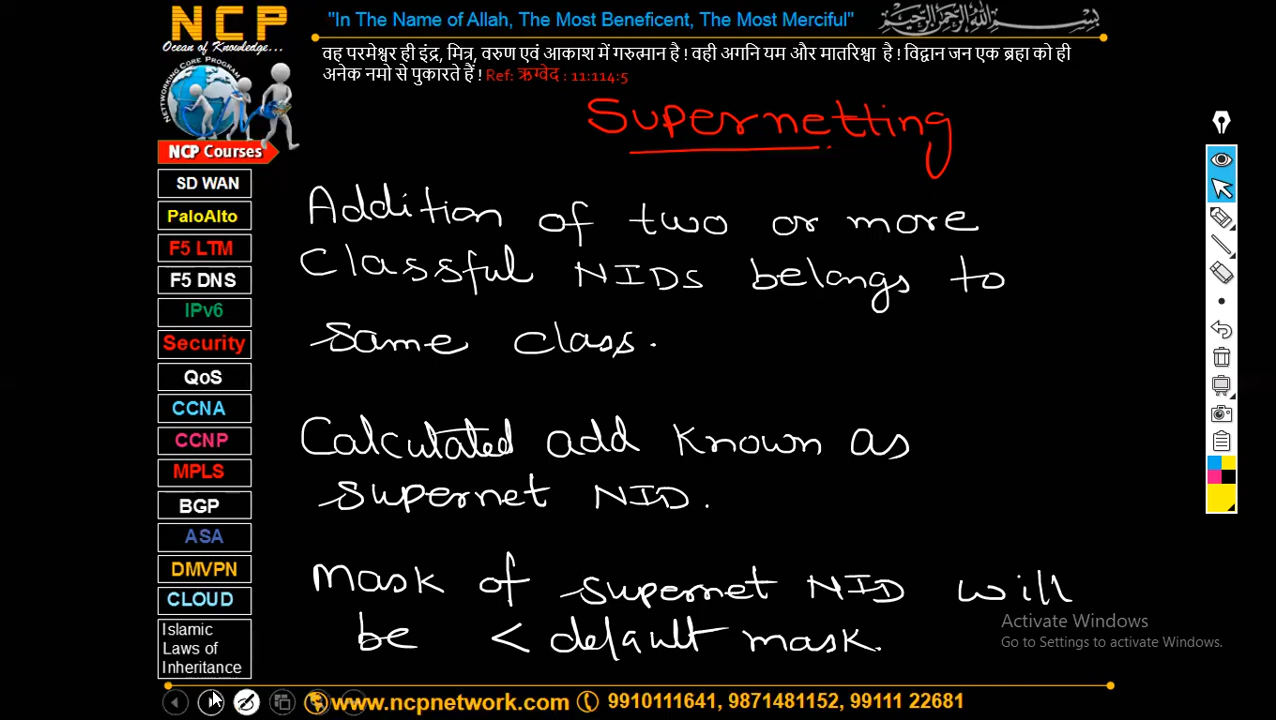 NCP
Ocean of Knowledge...
"In The Name of Allah, The Most Beneficent, The Most Merciful"
वह परमेश्वर ही इंद्र, मित्र, वरुण एवं आकाश में गरुत्मान है ! वही अगनि यम और मातरिश्वा है ! विद्वान जन एक ब्रहा को ही
अनेक नमो से पुकारते हैं ! Ref: ऋग्वेद : 11:114:5
NETWORKING CORE PROGRAM
NCP Courses
SD WAN
PaloAlto
F5 LTM
F5 DNS
IPv6
Security
QoS
CCNA
CCNP
MPLS
BGP
ASA
DMVPN
CLOUD
Islamic
Laws of
Inheritance
Supernetting
Addition of two or more
Classful NIDS belongs to
same class.
Calculated add known as
supernet NID.
Mask of supernet NID will
be < default mask.
Activate Windows
Go to Settings to activate Windows.
www.ncpnetwork.com 9910111641, 9871481152, 99111 22681